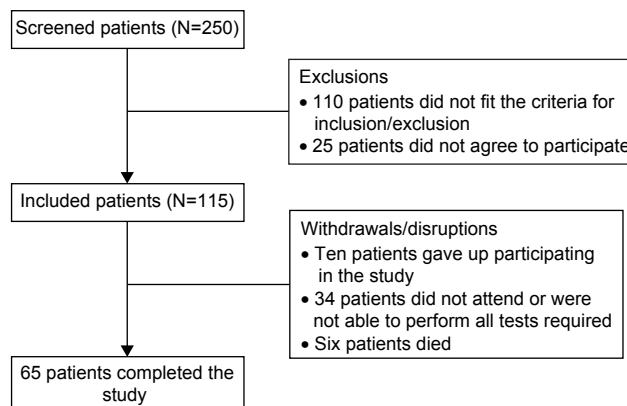 Screened patients (N=250)
Exclusions
• 110 patients did not fit the criteria for
inclusion/exclusion
• 25 patients did not agree to participate
Included patients (N=115)
Withdrawals/disruptions
• Ten patients gave up participating
in the study
• 34 patients did not attend or were
not able to perform all tests required
• Six patients died
65 patients completed the
study